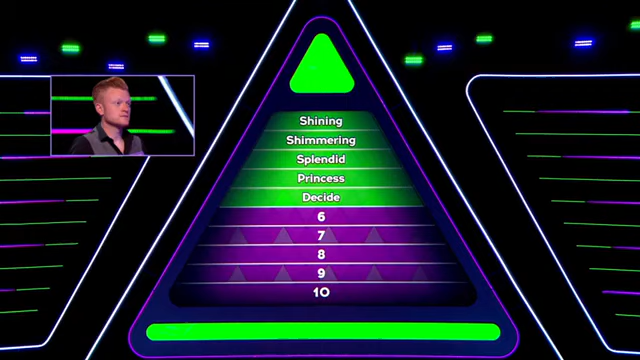 Shining
Shimmering
Splendid
Princess
Decide
6
7
8
9
10